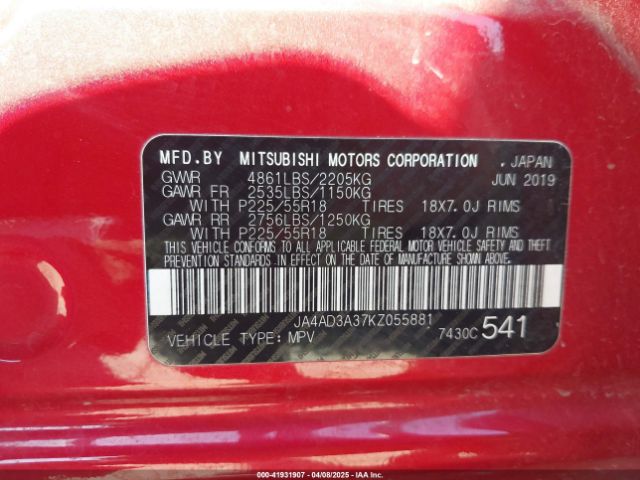 MFD.BY MITSUBISHI MOTORS CORPORATION , JAPAN
GVWR 4861LBS/2205KG JUN 2019
GAWR FR 2535LBS/1150KG
WITH P225/55R18 TIRES 18X7.0J RIMS
GAWR RR 2756LBS/1250KG
WITH P225/55R18 TIRES 18X7.0J RIMS
THIS VEHICLE CONFORMS TO ALL APPLICABLE FEDERAL MOTOR VEHICLE SAFETY AND THEFT
PREVENTION STANDARDS IN EFFECT ON THE DATE OF MANUFACTURE SHOWN ABOVE.
JA4AD3A37KZ055881
VEHICLE TYPE: MPV 7430C 541
00-41931907 - 04/08/2025 - IAA Inc.